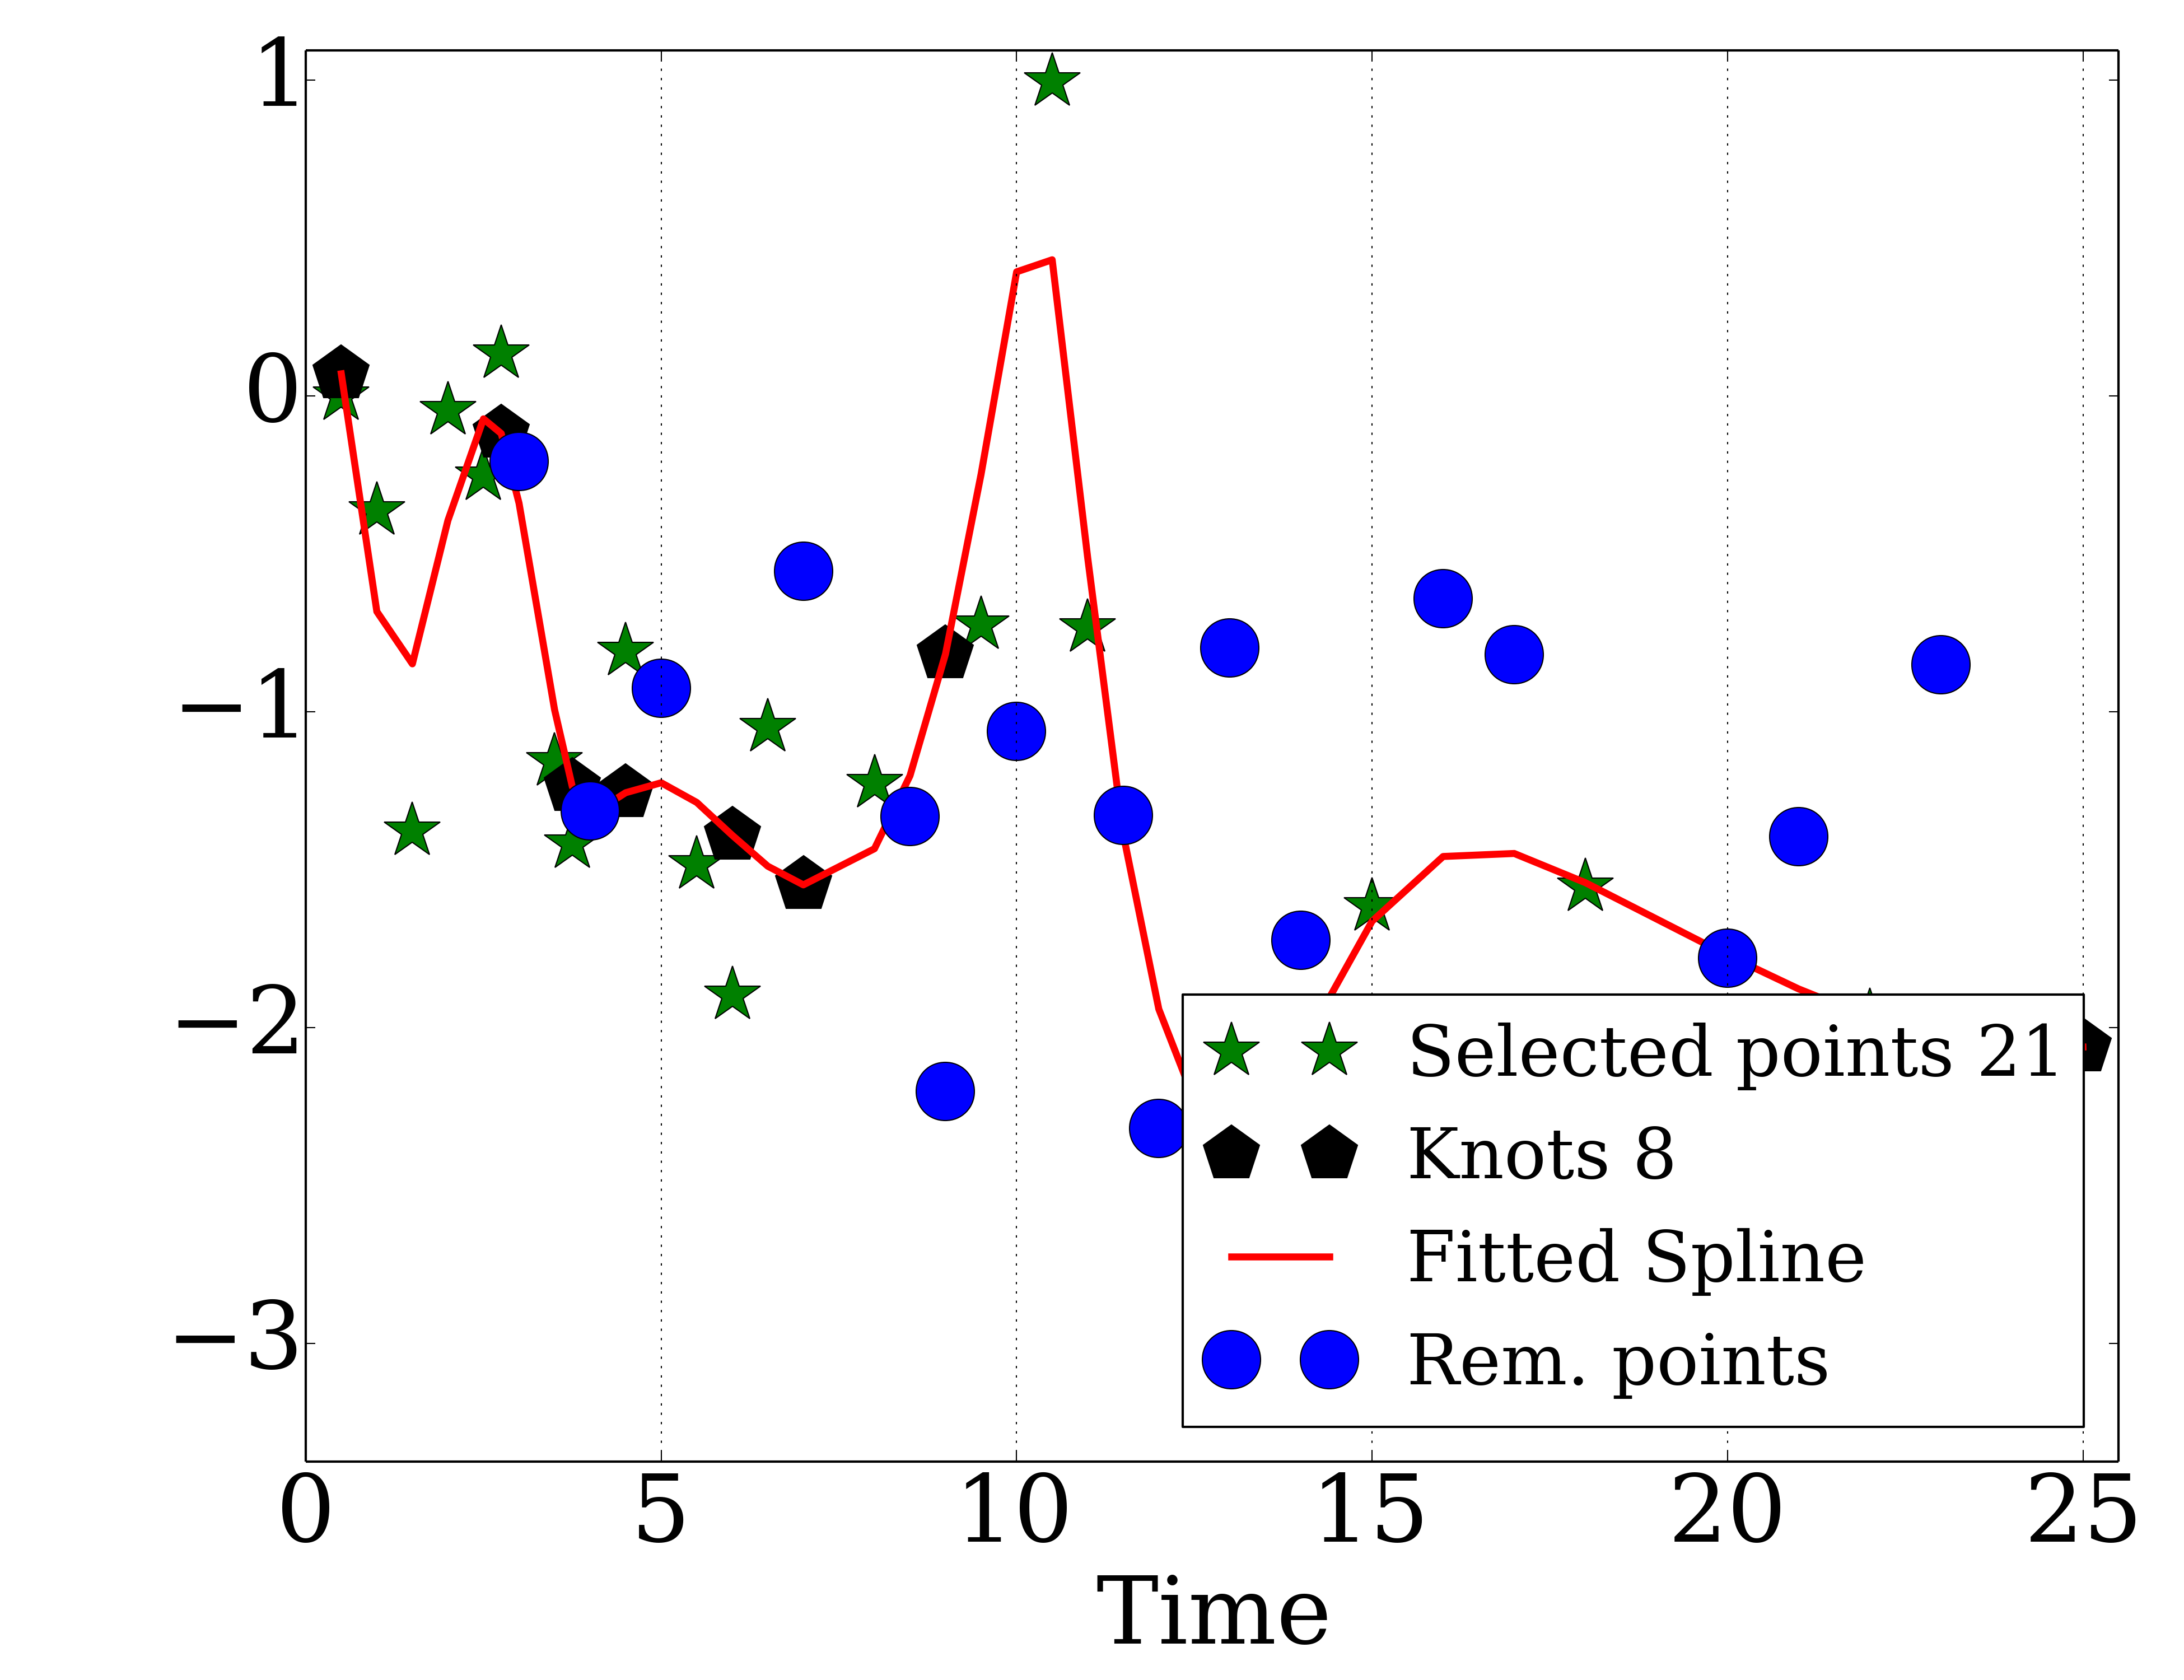 1
0
−1
−2
−3
Selected points 21
Knots 8
Fitted Spline
Rem. points
0 5 10 15 20 25
Time